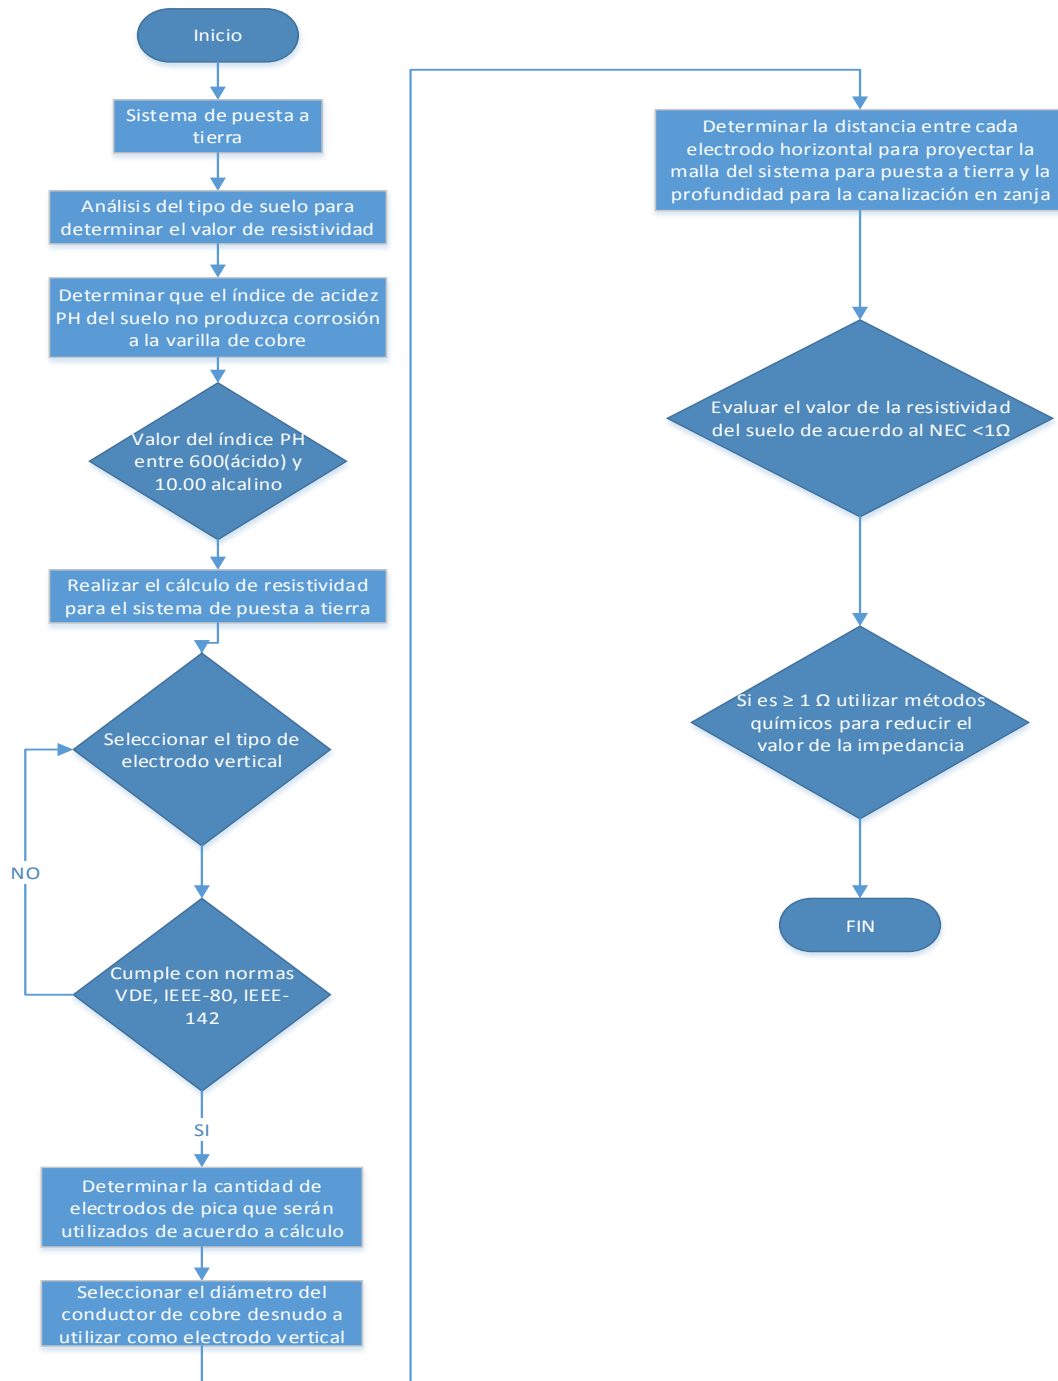 Inicio
Sistema de puesta a
tierra
Análisis del tipo de suelo para
determinar el valor de resistividad
Determinar que el índice de acidez
PH del suelo no produzca corrosión
a la varilla de cobre
Valor del índice PH
entre 600(ácido) y
10.00 alcalino
Realizar el cálculo de resistividad
para el sistema de puesta a tierra
Seleccionar el tipo de
electrodo vertical
NO
Cumple con normas
VDE, IEEE-80, IEEE-
142
SI
Determinar la cantidad de
electrodos de pica que serán
utilizados de acuerdo a cálculo
Seleccionar el diámetro del
conductor de cobre desnudo a
utilizar como electrodo vertical
Determinar la distancia entre cada
electrodo horizontal para proyectar la
malla del sistema para puesta a tierra y la
profundidad para la canalización en zanja
Evaluar el valor de la resistividad
del suelo de acuerdo al NEC <1Ω
Si es ≥ 1 Ω utilizar métodos
químicos para reducir el
valor de la impedancia
FIN